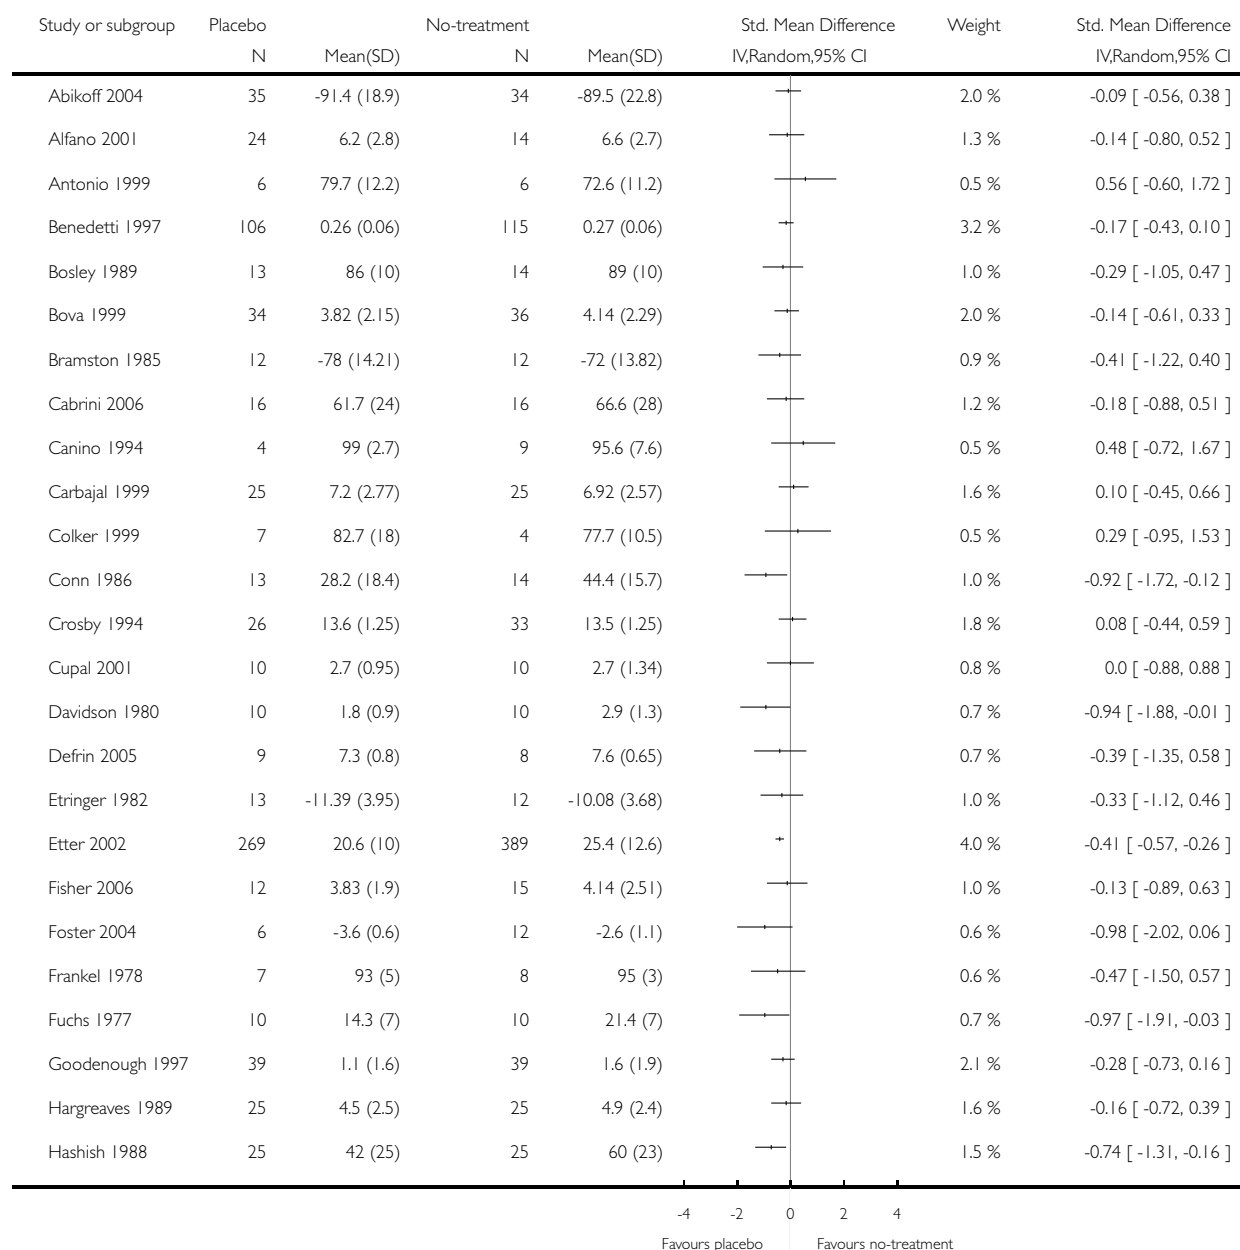 Study or subgroup Placebo No-treatment Std. Mean Difference Weight Std. Mean Difference
N Mean(SD) N Mean(SD) IV,Random,95% CI IV,Random,95% CI
Abikoff 2004 35 -91.4 (18.9) 34 -89.5 (22.8) 2.0 % -0.09 [ -0.56, 0.38 ]
Alfano 2001 24 6.2 (2.8) 14 6.6 (2.7) 1.3 % -0.14 [ -0.80, 0.52 ]
Antonio 1999 6 79.7 (12.2) 6 72.6 (11.2) 0.5 % 0.56 [ -0.60, 1.72 ]
Benedetti 1997 106 0.26 (0.06) 115 0.27 (0.06) 3.2 % -0.17 [ -0.43, 0.10 ]
Bosley 1989 13 86 (10) 14 89 (10) 1.0 % -0.29 [ -1.05, 0.47 ]
Bova 1999 34 3.82 (2.15) 36 4.14 (2.29) 2.0 % -0.14 [ -0.61, 0.33 ]
Bramston 1985 12 -78 (14.21) 12 -72 (13.82) 0.9 % -0.41 [ -1.22, 0.40 ]
Cabrini 2006 16 61.7 (24) 16 66.6 (28) 1.2 % -0.18 [ -0.88, 0.51 ]
Canino 1994 4 99 (2.7) 9 95.6 (7.6) 0.5 % 0.48 [ -0.72, 1.67 ]
Carbajal 1999 25 7.2 (2.77) 25 6.92 (2.57) 1.6 % 0.10 [ -0.45, 0.66 ]
Colker 1999 7 82.7 (18) 4 77.7 (10.5) 0.5 % 0.29 [ -0.95, 1.53 ]
Conn 1986 13 28.2 (18.4) 14 44.4 (15.7) 1.0 % -0.92 [ -1.72, -0.12 ]
Crosby 1994 26 13.6 (1.25) 33 13.5 (1.25) 1.8 % 0.08 [ -0.44, 0.59 ]
Cupal 2001 10 2.7 (0.95) 10 2.7 (1.34) 0.8 % 0.0 [ -0.88, 0.88 ]
Davidson 1980 10 1.8 (0.9) 10 2.9 (1.3) 0.7 % -0.94 [ -1.88, -0.01 ]
Defrin 2005 9 7.3 (0.8) 8 7.6 (0.65) 0.7 % -0.39 [ -1.35, 0.58 ]
Etringer 1982 13 -11.39 (3.95) 12 -10.08 (3.68) 1.0 % -0.33 [ -1.12, 0.46 ]
Etter 2002 269 20.6 (10) 389 25.4 (12.6) 4.0 % -0.41 [ -0.57, -0.26 ]
Fisher 2006 12 3.83 (1.9) 15 4.14 (2.51) 1.0 % -0.13 [ -0.89, 0.63 ]
Foster 2004 6 -3.6 (0.6) 12 -2.6 (1.1) 0.6 % -0.98 [ -2.02, 0.06 ]
Frankel 1978 7 93 (5) 8 95 (3) 0.6 % -0.47 [ -1.50, 0.57 ]
Fuchs 1977 10 14.3 (7) 10 21.4 (7) 0.7 % -0.97 [ -1.91, -0.03 ]
Goodenough 1997 39 1.1 (1.6) 39 1.6 (1.9) 2.1 % -0.28 [ -0.73, 0.16 ]
Hargreaves 1989 25 4.5 (2.5) 25 4.9 (2.4) 1.6 % -0.16 [ -0.72, 0.39 ]
Hashish 1988 25 42 (25) 25 60 (23) 1.5 % -0.74 [ -1.31, -0.16 ]
-4 -2 0 2 4
Favours placebo Favours no-treatment